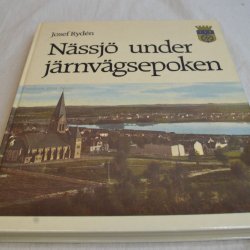 Josef Rydén
Nässjö under
järnvägsepoken